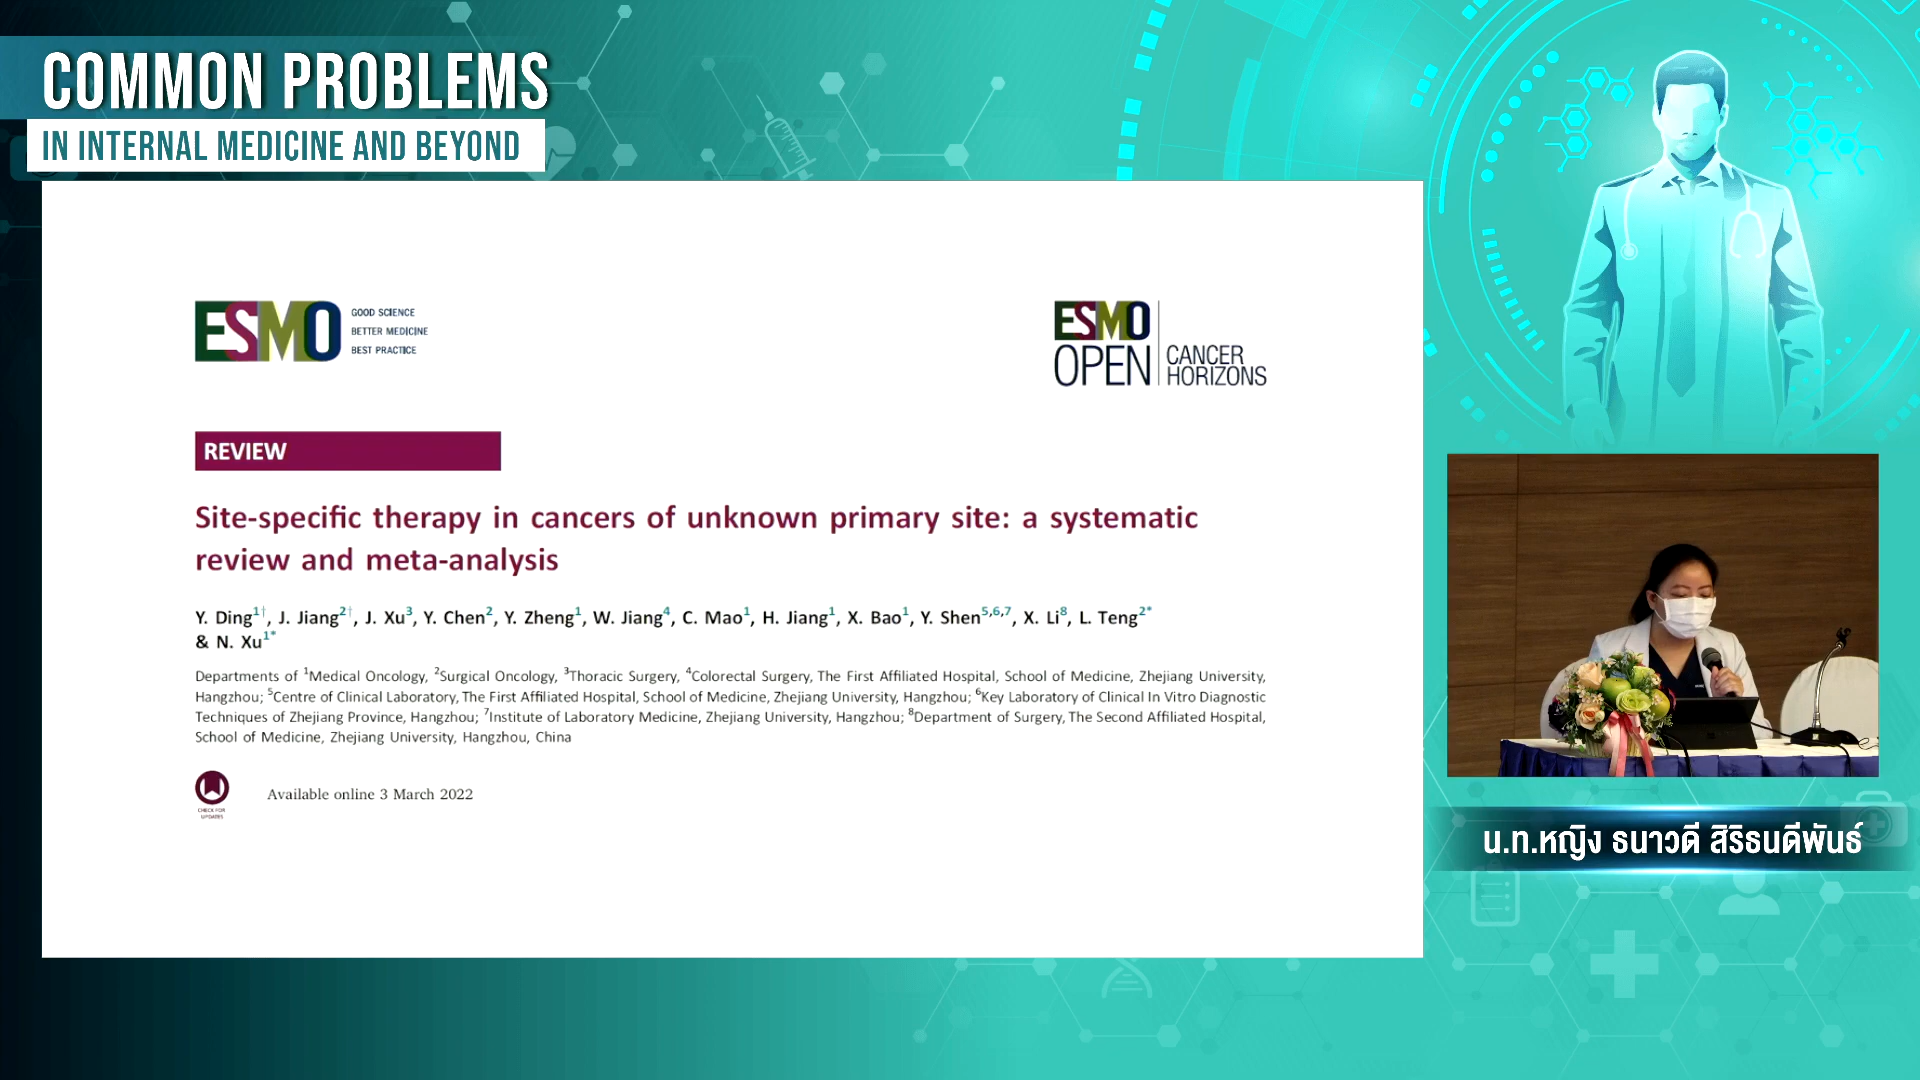 COMMON PROBLEMS
IN INTERNAL MEDICINE AND BEYOND
ESMO
GOOD SCIENCE
BETTER MEDICINE
BEST PRACTICE
ESMO
OPEN
CANCER
HORIZONS
REVIEW
Site-specific therapy in cancers of unknown primary site: a systematic
review and meta-analysis
Y. Ding1†, J. Jiang2†, J. Xu3, Y. Chen2, Y. Zheng1, W. Jiang4, C. Mao1, H. Jiang1, X. Bao1, Y. Shen5,6,7, X. Li8, L. Teng2*
& N. Xu1*
Departments of 1Medical Oncology, 2Surgical Oncology, 3Thoracic Surgery, 4Colorectal Surgery, The First Affiliated Hospital, School of Medicine, Zhejiang University,
Hangzhou; 5Centre of Clinical Laboratory, The First Affiliated Hospital, School of Medicine, Zhejiang University, Hangzhou; 6Key Laboratory of Clinical In Vitro Diagnostic
Techniques of Zhejiang Province, Hangzhou; 7Institute of Laboratory Medicine, Zhejiang University, Hangzhou; 8Department of Surgery, The Second Affiliated Hospital,
School of Medicine, Zhejiang University, Hangzhou, China
CHECK FOR
UPDATES
Available online 3 March 2022
น.ท.หญิง ธนาวดี สิริธนดีพันธ์